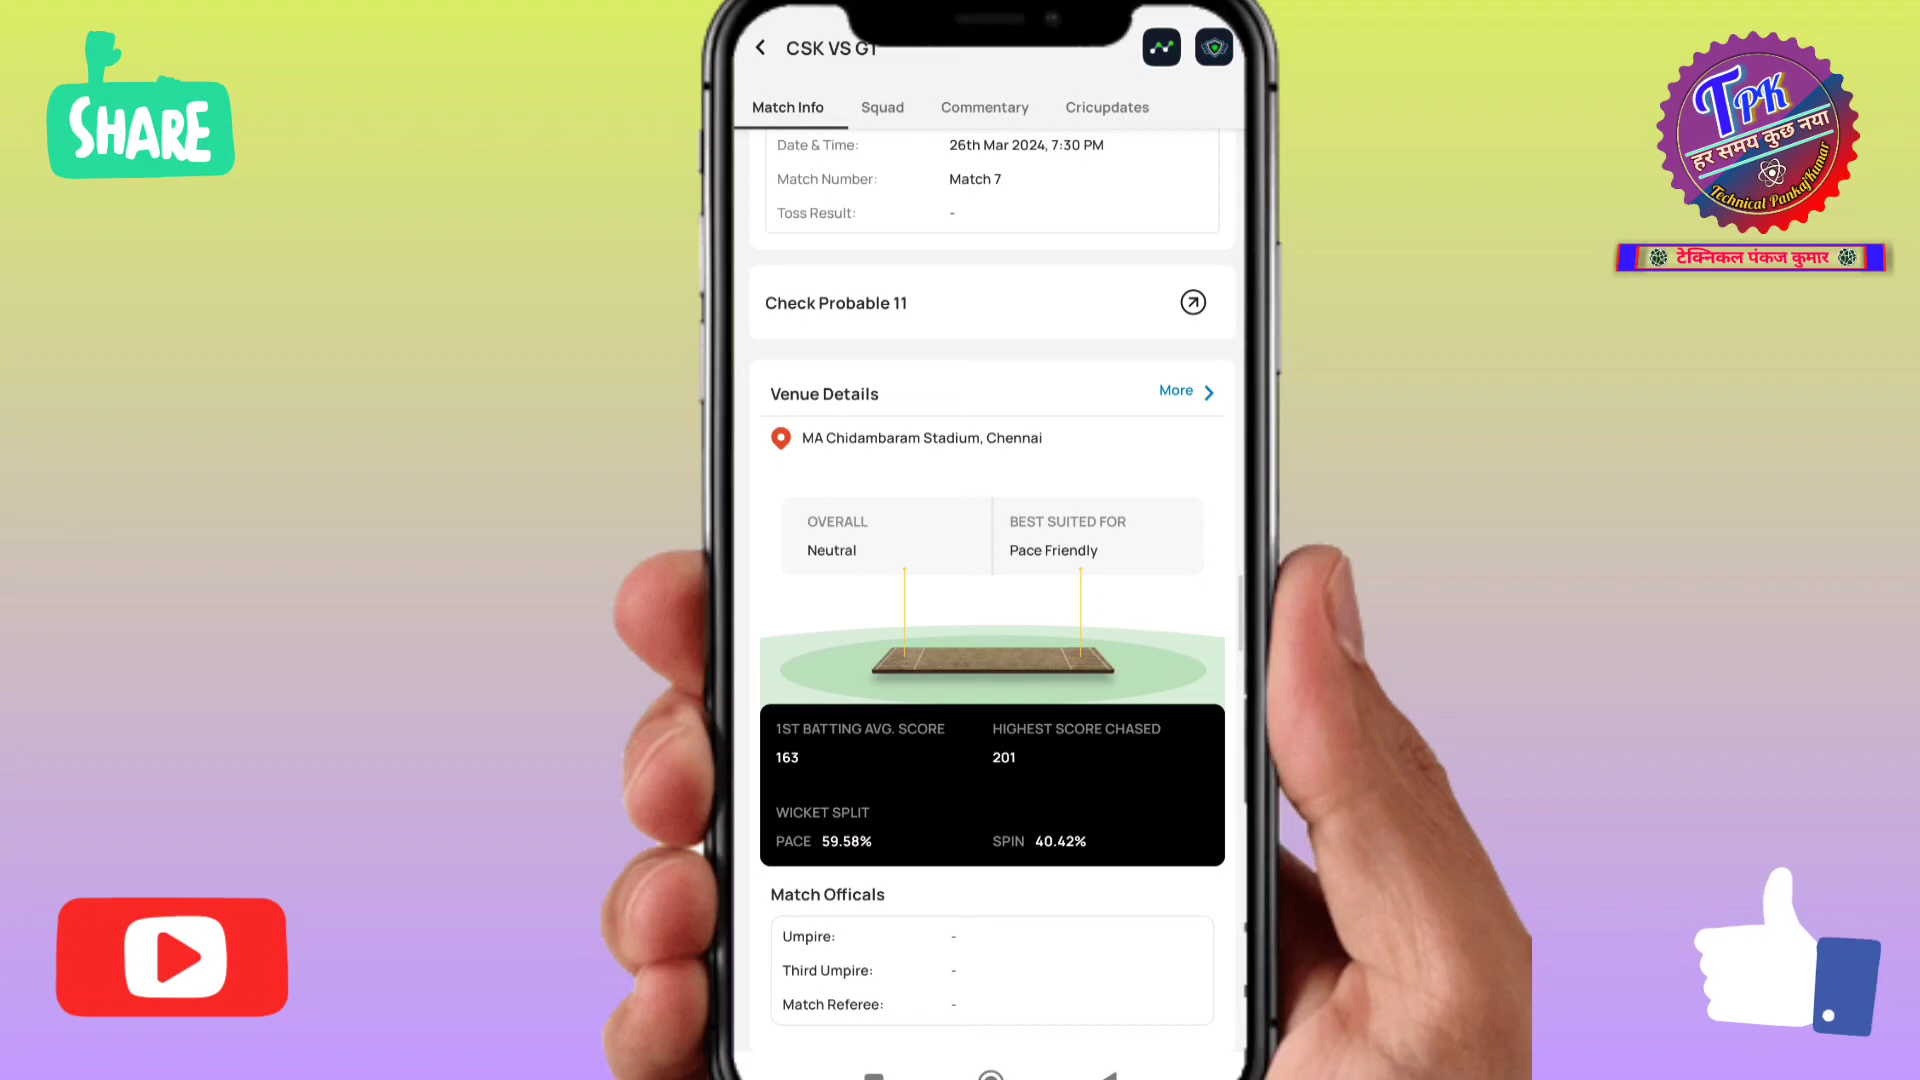 SHARE
CSK VS GT
Match Info Squad Commentary Cricupdates
Date & Time: 26th Mar 2024, 7:30 PM
Match Number: Match 7
Toss Result: -
Check Probable 11
Venue Details More
MA Chidambaram Stadium, Chennai
OVERALL BEST SUITED FOR
Neutral Pace Friendly
1ST BATTING AVG. SCORE HIGHEST SCORE CHASED
163 201
WICKET SPLIT
PACE 59.58% SPIN 40.42%
Match Officals
Umpire: -
Third Umpire: -
Match Referee: -
TPK
हर समय कुछ नया
Technical PankajKumar
टेक्निकल पंकज कुमार